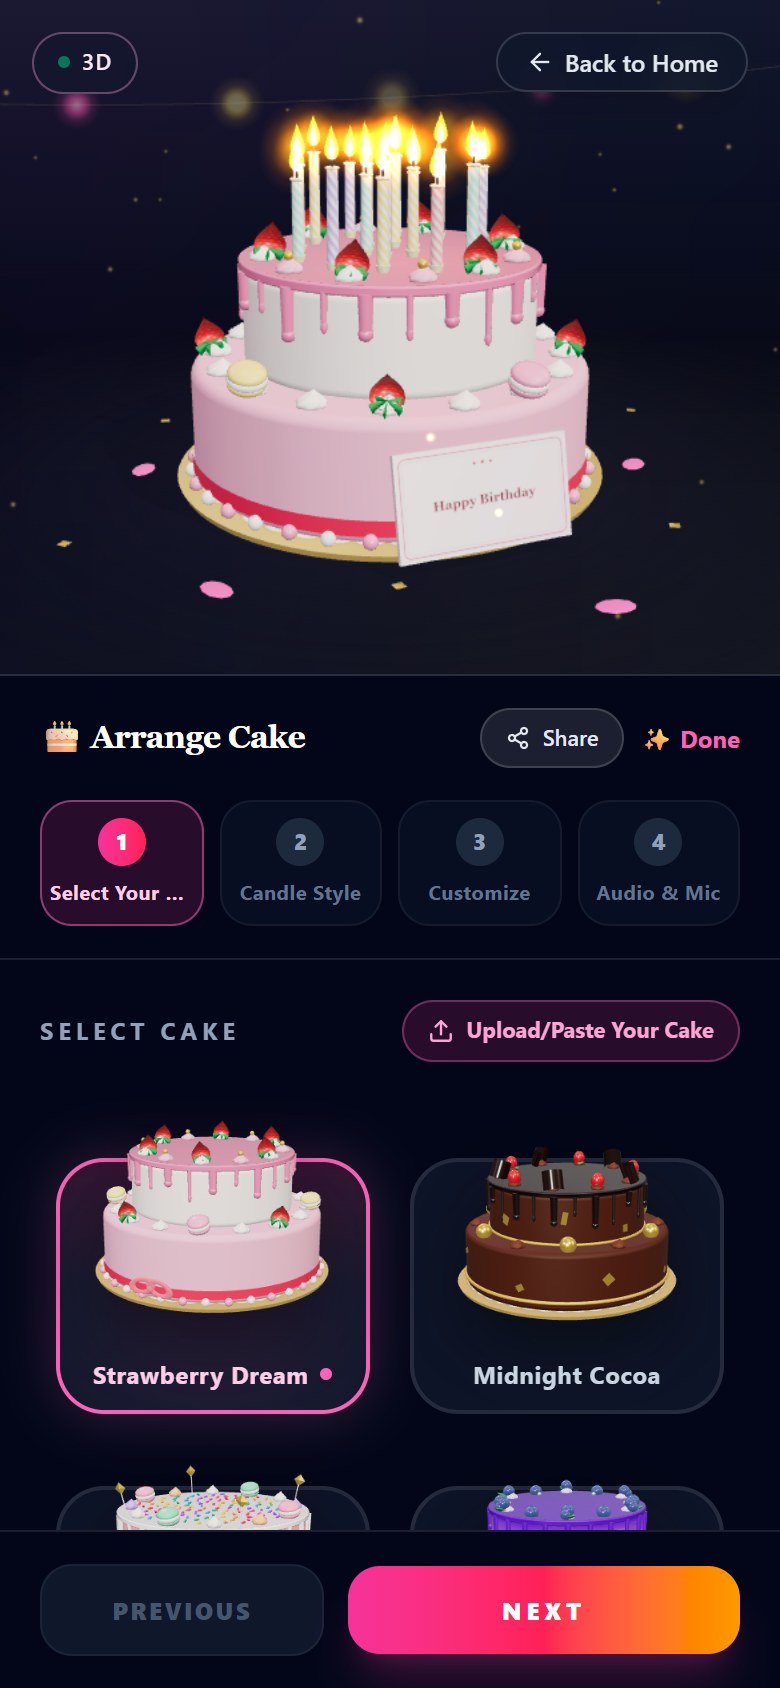 3D
Back to Home
Happy Birthday
Arrange Cake
Share
Done
1
2
3
4
Select Your ...
Candle Style
Customize
Audio & Mic
SELECT CAKE
Upload/Paste Your Cake
Strawberry Dream
Midnight Cocoa
PREVIOUS
NEXT